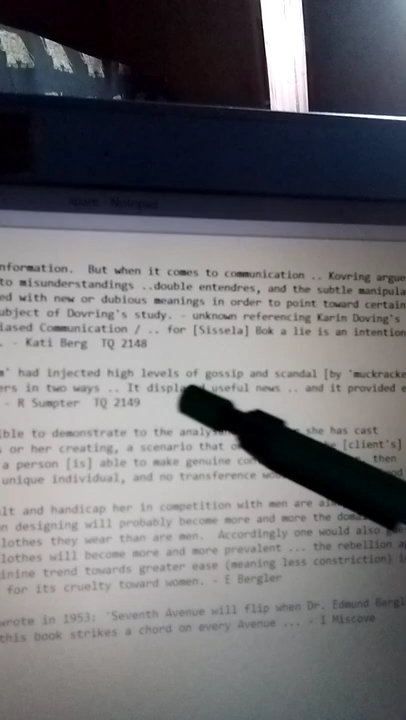 Notepad
nformation.  But when it comes to communication .. Kovring argue
to misunderstandings ..double entendres, and the subtle manipula
ed with new or dubious meanings in order to point toward certain
ubject of Dovring's study. - unknown referencing Karin Doving's
iased Communication / .. for [Sissela] Bok a lie is an intention
. - Kati Berg  TQ 2148
' had injected high levels of gossip and scandal [by 'muckracke
ers in two ways .. It useful news .. and it provided e
- R Sumpter  TQ 2149
ible to demonstrate to the she has cast
s or her creating, a scenario that [client's]
a person [is] able to make genuine then
unique individual, and no transference
lt and handicap her in competition with men are
n designing will probably become more and more the
lothes they wear than are men.  Accordingly one would also
lothes will become more and more prevalent ... the rebellion
inine trend towards greater ease (meaning less constriction)
for its cruelty toward women. - E Bergler
wrote in 1953: 'Seventh Avenue will flip when Dr. Edmund Bergl
this book strikes a chord on every Avenue ... - I Miscove